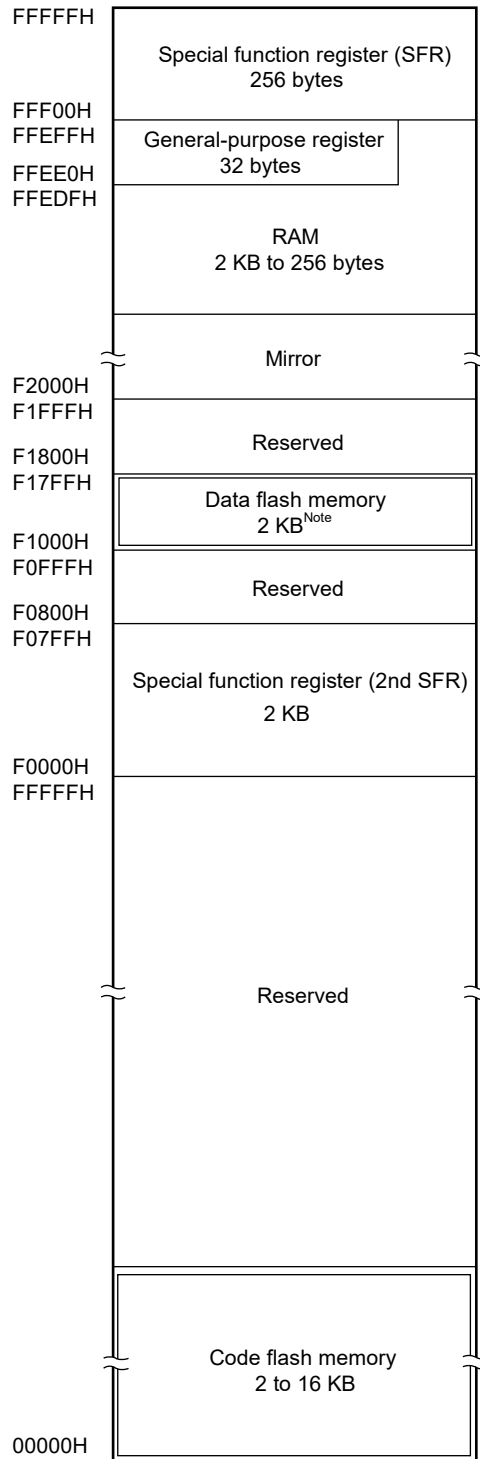 FFFFFH
Special function register (SFR)
256 bytes
FFF00H
FFEFFH
General-purpose register
32 bytes
FFEE0H
FFEDFH
RAM
2 KB to 256 bytes
Mirror
F2000H
F1FFFH
Reserved
F1800H
F17FFH
Data flash memory
2 KBNote
F1000H
F0FFFH
Reserved
F0800H
F07FFH
Special function register (2nd SFR)
2 KB
F0000H
FFFFFH
Reserved
Code flash memory
2 to 16 KB
00000H